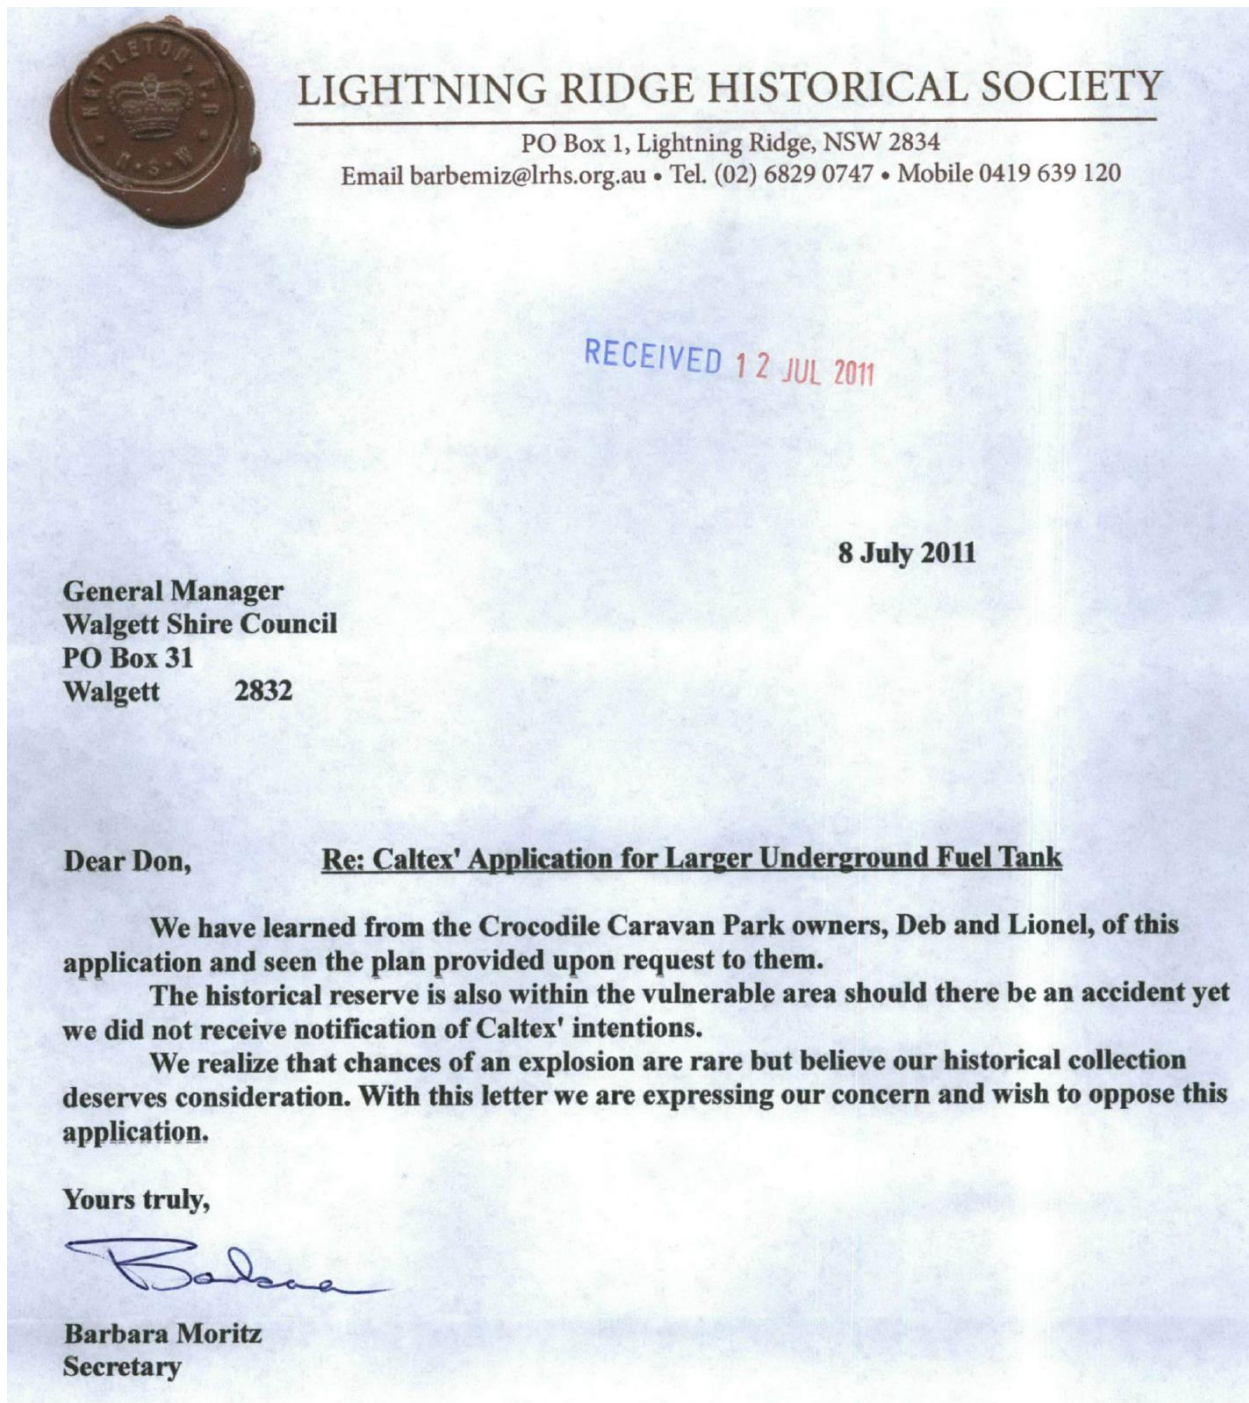 NETTLETON, P.O
N.S.W
LIGHTNING RIDGE HISTORICAL SOCIETY
PO Box 1, Lightning Ridge, NSW 2834
Email barbemiz@lrhs.org.au • Tel. (02) 6829 0747 • Mobile 0419 639 120
RECEIVED 12 JUL 2011
8 July 2011
General Manager
Walgett Shire Council
PO Box 31
Walgett 2832
Dear Don, Re: Caltex' Application for Larger Underground Fuel Tank
We have learned from the Crocodile Caravan Park owners, Deb and Lionel, of this
application and seen the plan provided upon request to them.
The historical reserve is also within the vulnerable area should there be an accident yet
we did not receive notification of Caltex' intentions.
We realize that chances of an explosion are rare but believe our historical collection
deserves consideration. With this letter we are expressing our concern and wish to oppose this
application.
Yours truly,
Barbara
Barbara Moritz
Secretary